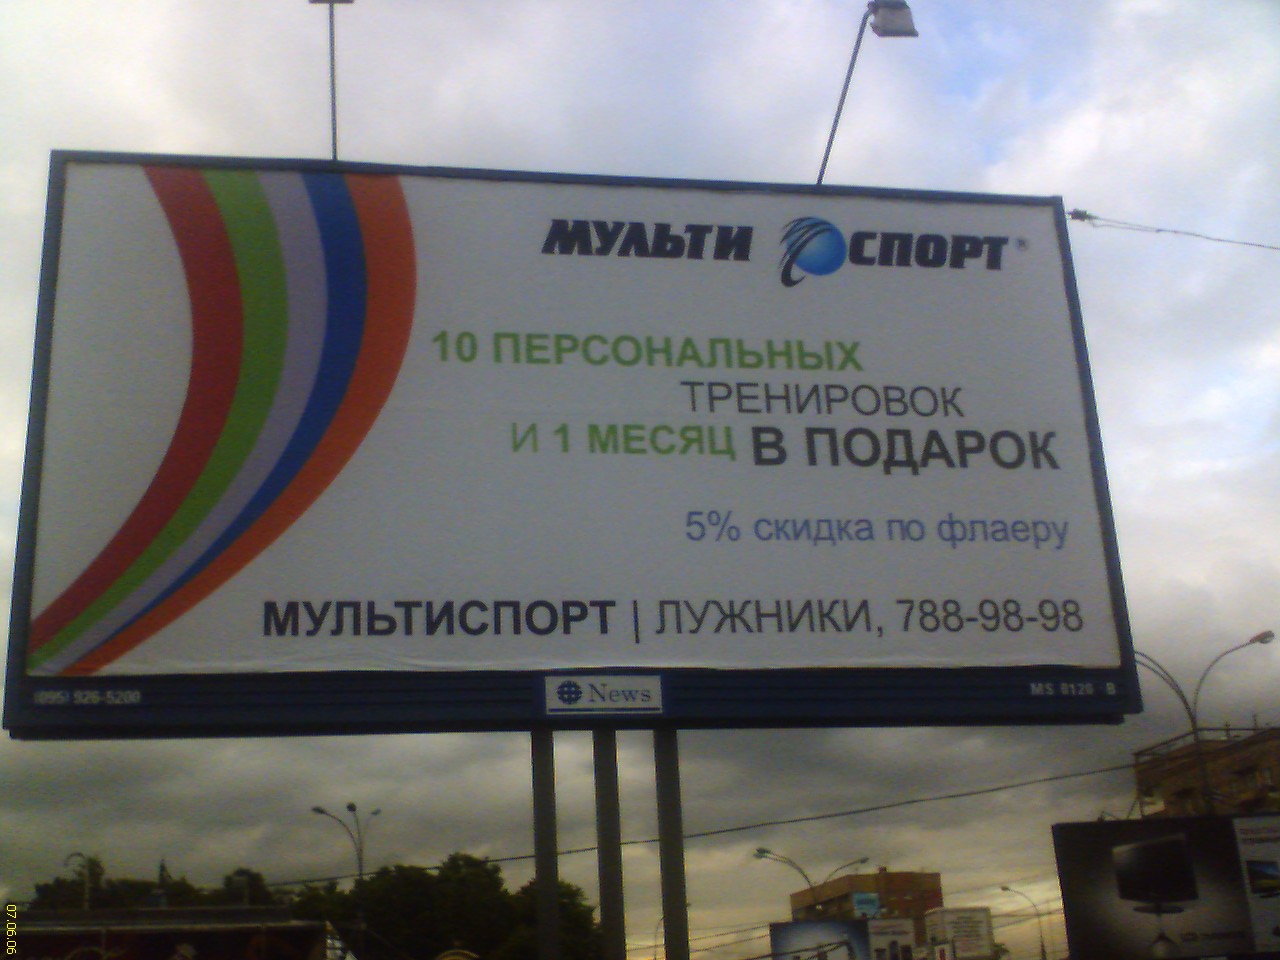 МУЛЬТИ СПОРТ®
10 ПЕРСОНАЛЬНЫХ
ТРЕНИРОВОК
И 1 МЕСЯЦ В ПОДАРОК
5% скидка по флаеру
МУЛЬТИСПОРТ | ЛУЖНИКИ, 788-98-98
(095) 926-5200
News
MS 0120 B
07.06.06